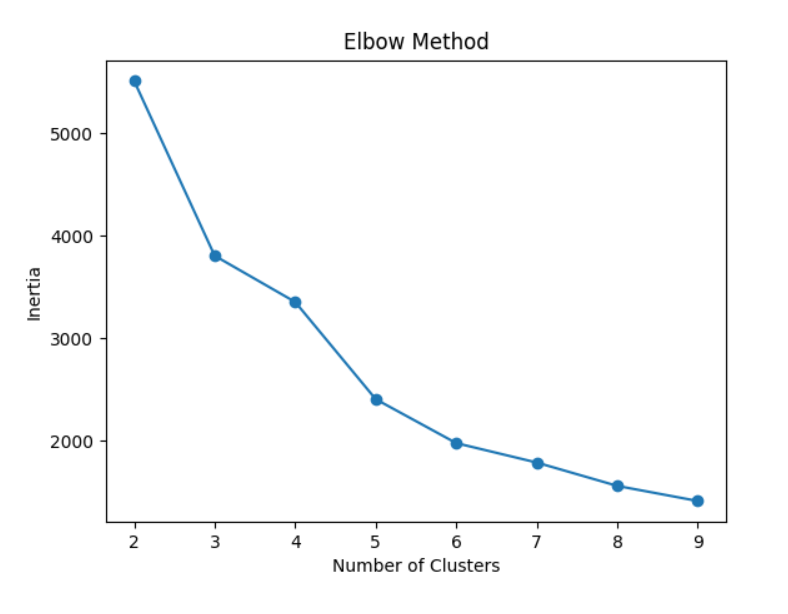 Elbow Method
5000
4000
3000
2000
Inertia
2 3 4 5 6 7 8 9
Number of Clusters